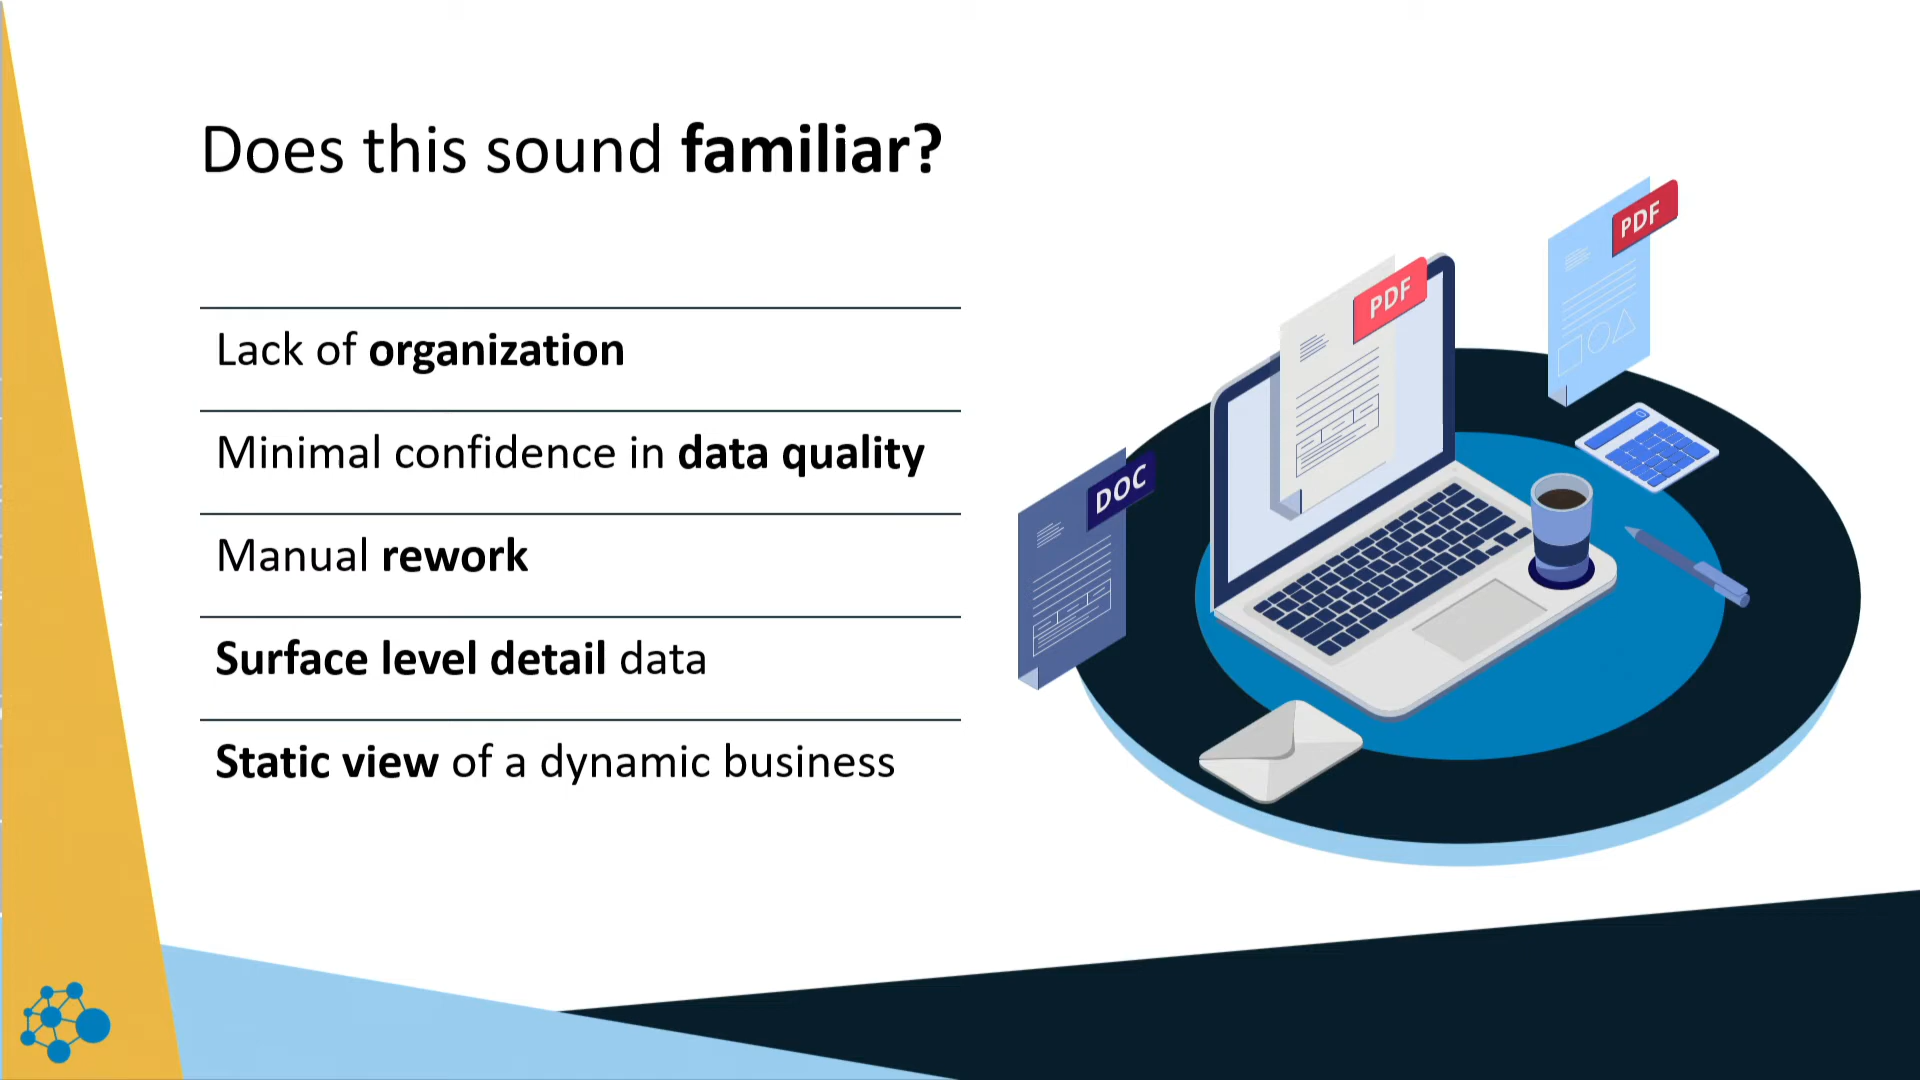 Does this sound familiar?
Lack of organization
Minimal confidence in data quality
Manual rework
Surface level detail data
Static view of a dynamic business
PDF
PDF
DOC